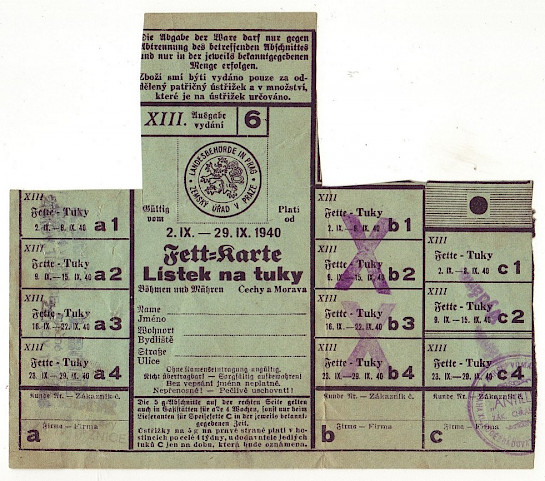 Die Abgabe der Ware darf nur gegen
Abtrennung des betreffenden Abschnittes
und nur in der jeweils bekanntgegebenen
Menge erfolgen.
Zboží smí býti vydáno pouze za od-
dělený patřičný ústřižek a v množství,
které je na ústřižek určováno.
XIII. Ausgabe
vydání
6
LANDESBEHÖRDE IN PRAG
ZEMSKÝ ÚŘAD V PRAZE
Gültig
vom
Platí
od
2. IX. — 29. IX. 1940
Fett-Karte
Lístek na tuky
Böhmen und Mähren Čechy a Morava
Name
Jméno
Wohnort
Bydliště
Straße
Ulice
Ohne Namenseintragung ungültig.
Nicht übertragbar! — Sorgfältig aufbewahren!
Bez vepsání jména neplatné.
Nepřenosné! — Pečlivě uschovati!
Die 5 g-Abschnitte auf der rechten Seite gelten
auch in Gaststätten für alle 4 Wochen, sonst nur beim
Lieferanten für Speisefette C in der jeweils bekannt-
gegebenen Zeit.
Ústřižky na 5 g na pravé straně platí v ho-
stincích po celé 4 týdny, u dodavatele jedlých
tuků C jen na dobu, která bude oznámena.
XIII
Fette - Tuky
2. IX. — 8. IX. 40 a1
XIII
Fette - Tuky
9. IX. — 15. IX. 40 a2
XIII
Fette - Tuky
16. IX. — 22. IX. 40 a3
XIII
Fette - Tuky
23. IX. — 29. IX. 40 a4
Kunde Nr. — Zákazník č.
a Firma — Firma
XIII
Fette - Tuky
2. IX. — 8. IX. 40 b1
XIII
Fette - Tuky
9. IX. — 15. IX. 40 b2
XIII
Fette - Tuky
16. IX. — 22. IX. 40 b3
XIII
Fette - Tuky
23. IX. — 29. IX. 40 b4
Kunde Nr. — Zákazník č.
b Firma — Firma
XIII
Fette - Tuky
2. IX. — 8. IX. 40 c1
XIII
Fette - Tuky
9. IX. — 15. IX. 40 c2
XIII
Fette - Tuky
23. IX. — 29. IX. 40 c4
Kunde Nr. — Zákazník č.
c Firma — Firma